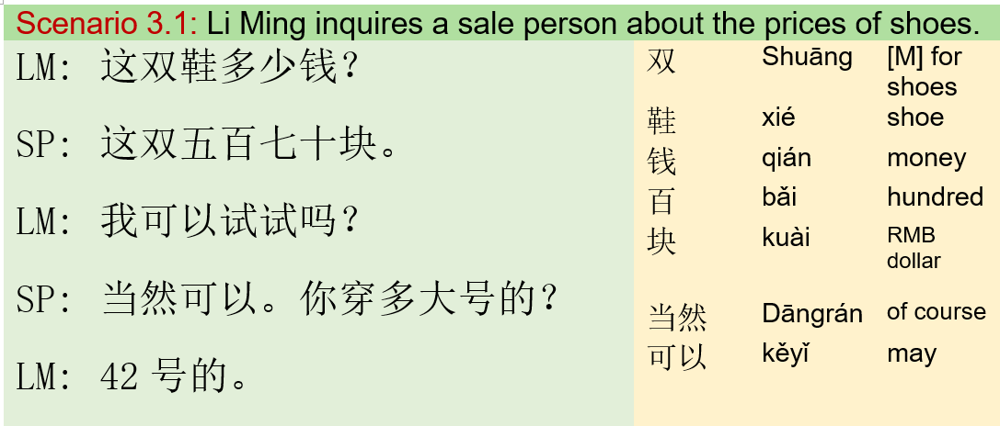 Scenario 3.1: Li Ming inquires a sale person about the prices of shoes.
LM: 这双鞋多少钱?
SP: 这双五百七十块。
LM: 我可以试试吗?
SP: 当然可以。你穿多大号的?
LM: 42 号的。
双 Shuāng [M] for
shoes
鞋 xié shoe
钱 qián money
百 bǎi hundred
块 kuài RMB
dollar
当然 Dāngrán of course
可以 kěyǐ may